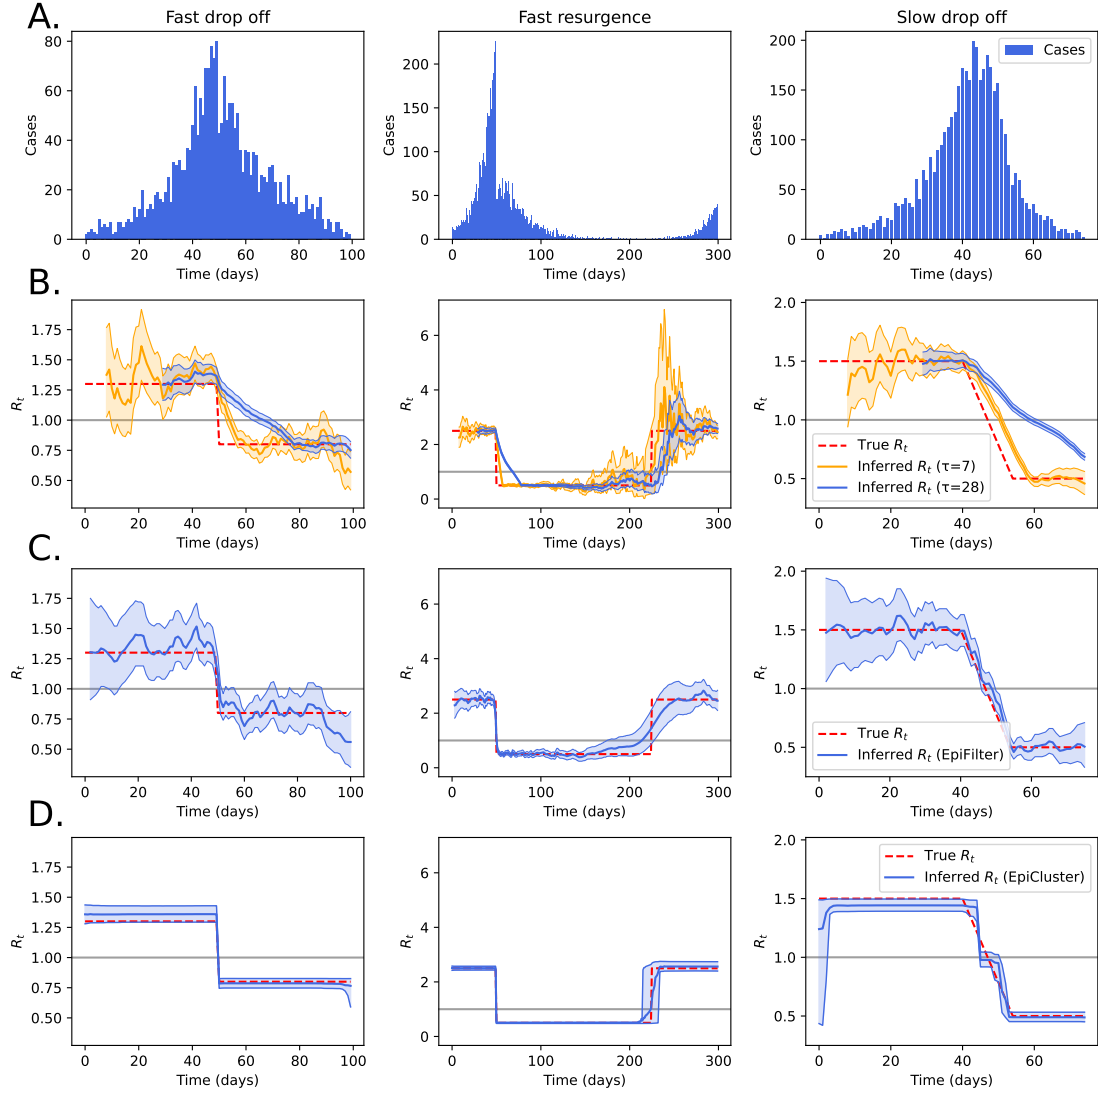 A.
Fast drop off
Fast resurgence
Slow drop off
Cases
80
60
40
20
0
0 20 40 60 80 100
Time (days)
Cases
200
150
100
50
0
0 100 200 300
Time (days)
Cases
200
150
100
50
0
0 20 40 60
Time (days)
Cases
B.
R_t
1.75
1.50
1.25
1.00
0.75
0.50
0 20 40 60 80 100
Time (days)
R_t
6
4
2
0
0 100 200 300
Time (days)
R_t
2.0
1.5
1.0
0.5
0 20 40 60
Time (days)
True R_t
Inferred R_t (τ=7)
Inferred R_t (τ=28)
C.
R_t
1.75
1.50
1.25
1.00
0.75
0.50
0 20 40 60 80 100
Time (days)
R_t
6
4
2
0
0 100 200 300
Time (days)
R_t
2.0
1.5
1.0
0.5
0 20 40 60
Time (days)
True R_t
Inferred R_t (EpiFilter)
D.
R_t
1.75
1.50
1.25
1.00
0.75
0.50
0 20 40 60 80 100
Time (days)
R_t
6
4
2
0
0 100 200 300
Time (days)
R_t
2.0
1.5
1.0
0.5
0 20 40 60
Time (days)
True R_t
Inferred R_t (EpiCluster)